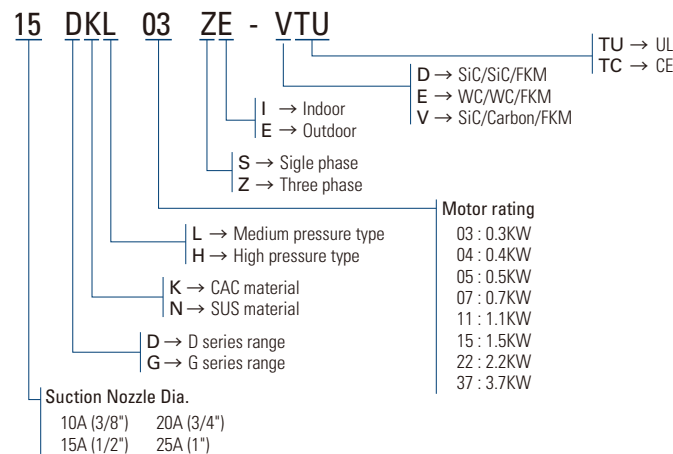 15 DKL 03 ZE - VTU
TU → UL
TC → CE
D → SiC/SiC/FKM
E → WC/WC/FKM
V → SiC/Carbon/FKM
I → Indoor
E → Outdoor
S → Sigle phase
Z → Three phase
Motor rating
03 : 0.3KW
04 : 0.4KW
05 : 0.5KW
07 : 0.7KW
11 : 1.1KW
15 : 1.5KW
22 : 2.2KW
37 : 3.7KW
L → Medium pressure type
H → High pressure type
K → CAC material
N → SUS material
D → D series range
G → G series range
Suction Nozzle Dia.
10A (3/8") 20A (3/4")
15A (1/2") 25A (1")